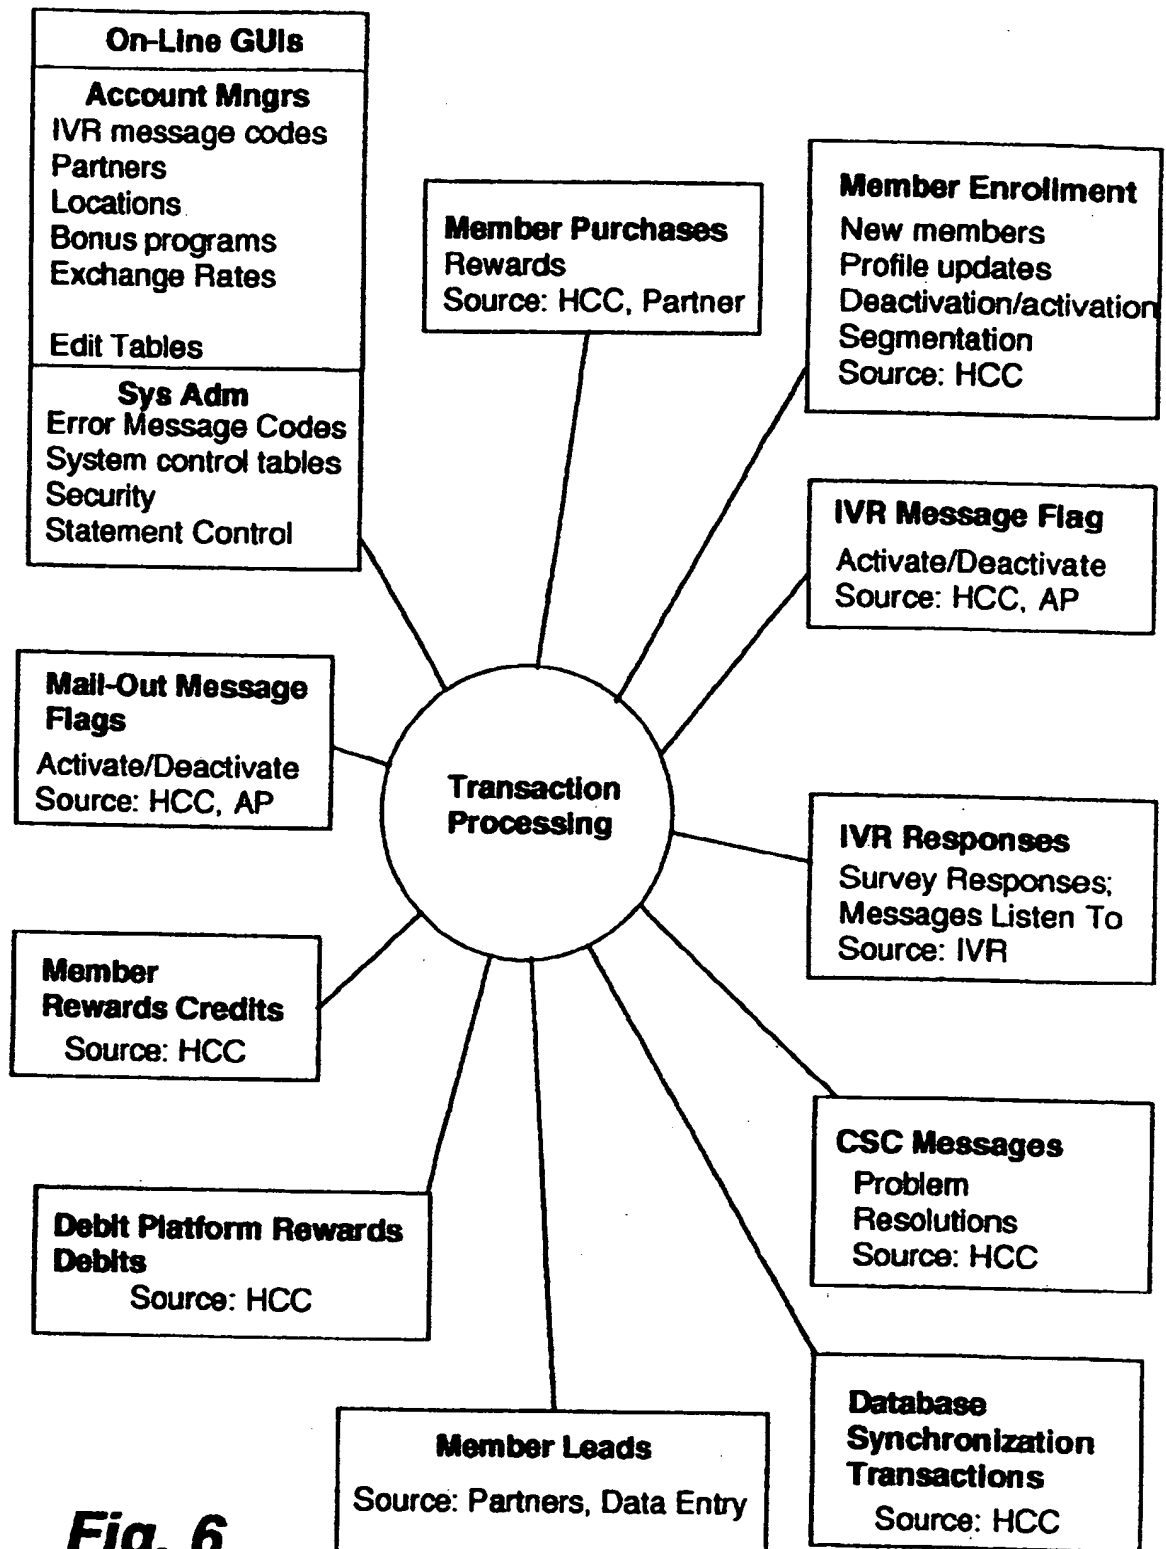 On-Line GUIs
Account Mngrs
IVR message codes
Partners
Locations
Bonus programs
Exchange Rates
Edit Tables
Sys Adm
Error Message Codes
System control tables
Security
Statement Control
Member Purchases
Rewards
Source: HCC, Partner
Member Enrollment
New members
Profile updates
Deactivation/activation
Segmentation
Source: HCC
IVR Message Flag
Activate/Deactivate
Source: HCC, AP
Mail-Out Message
Flags
Activate/Deactivate
Source: HCC, AP
Transaction
Processing
IVR Responses
Survey Responses;
Messages Listen To
Source: IVR
Member
Rewards Credits
Source: HCC
CSC Messages
Problem
Resolutions
Source: HCC
Debit Platform Rewards
Debits
Source: HCC
Member Leads
Source: Partners, Data Entry
Database
Synchronization
Transactions
Source: HCC
Fig. 6